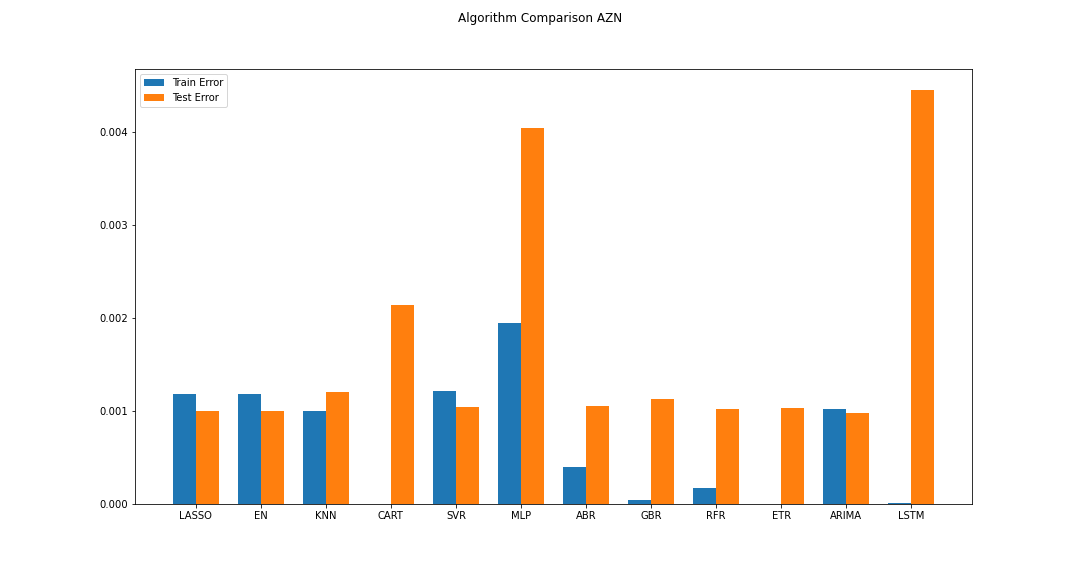 Algorithm Comparison AZN
Train Error
Test Error
0.004
0.003
0.002
0.001
0.000
LASSO EN KNN CART SVR MLP ABR GBR RFR ETR ARIMA LSTM